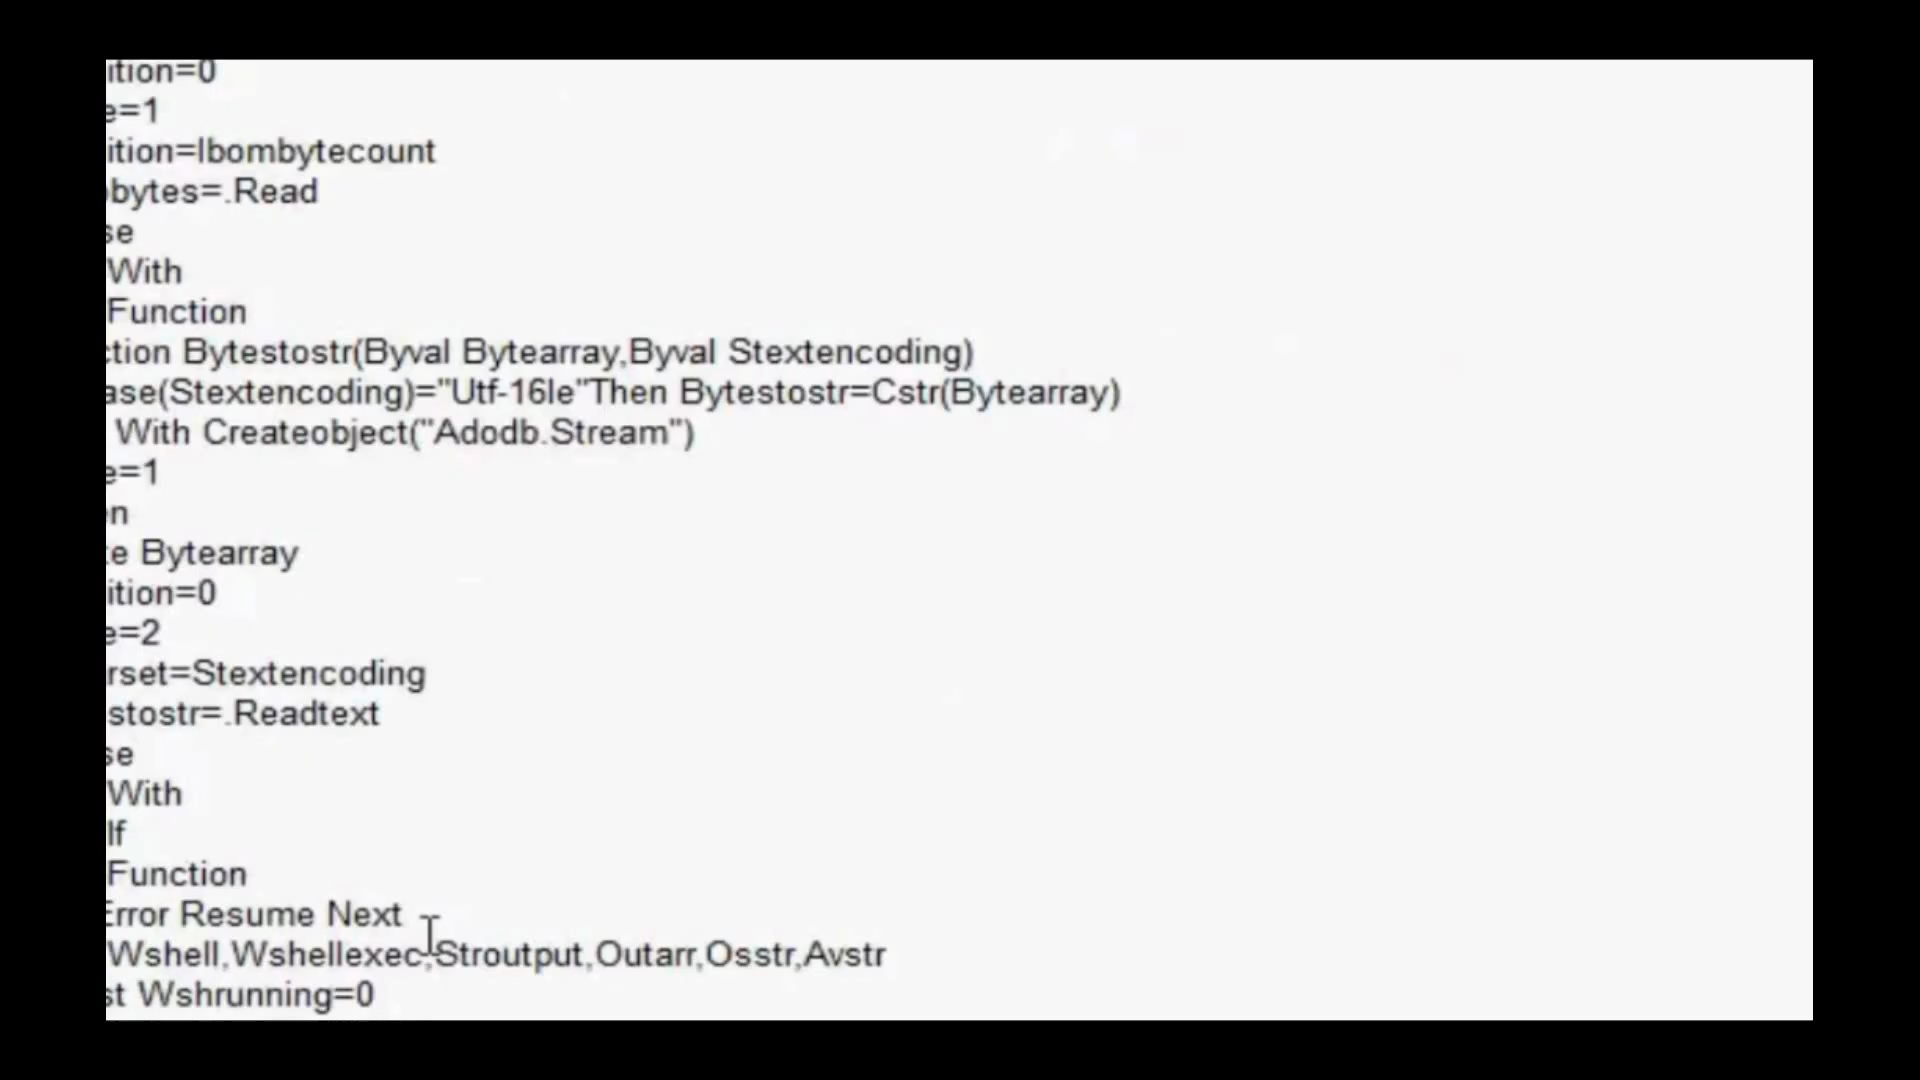 ition=0
e=1
ition=lbombytecount
bytes=.Read
se
With
Function
ction Bytestostr(Byval Bytearray,Byval Stextencoding)
ase(Stextencoding)="Utf-16le"Then Bytestostr=Cstr(Bytearray)
With Createobject("Adodb.Stream")
e=1
n
te Bytearray
ition=0
e=2
rset=Stextencoding
stostr=.Readtext
se
With
If
Function
Error Resume Next
Wshell,Wshellexec,Stroutput,Outarr,Osstr,Avstr
st Wshrunning=0